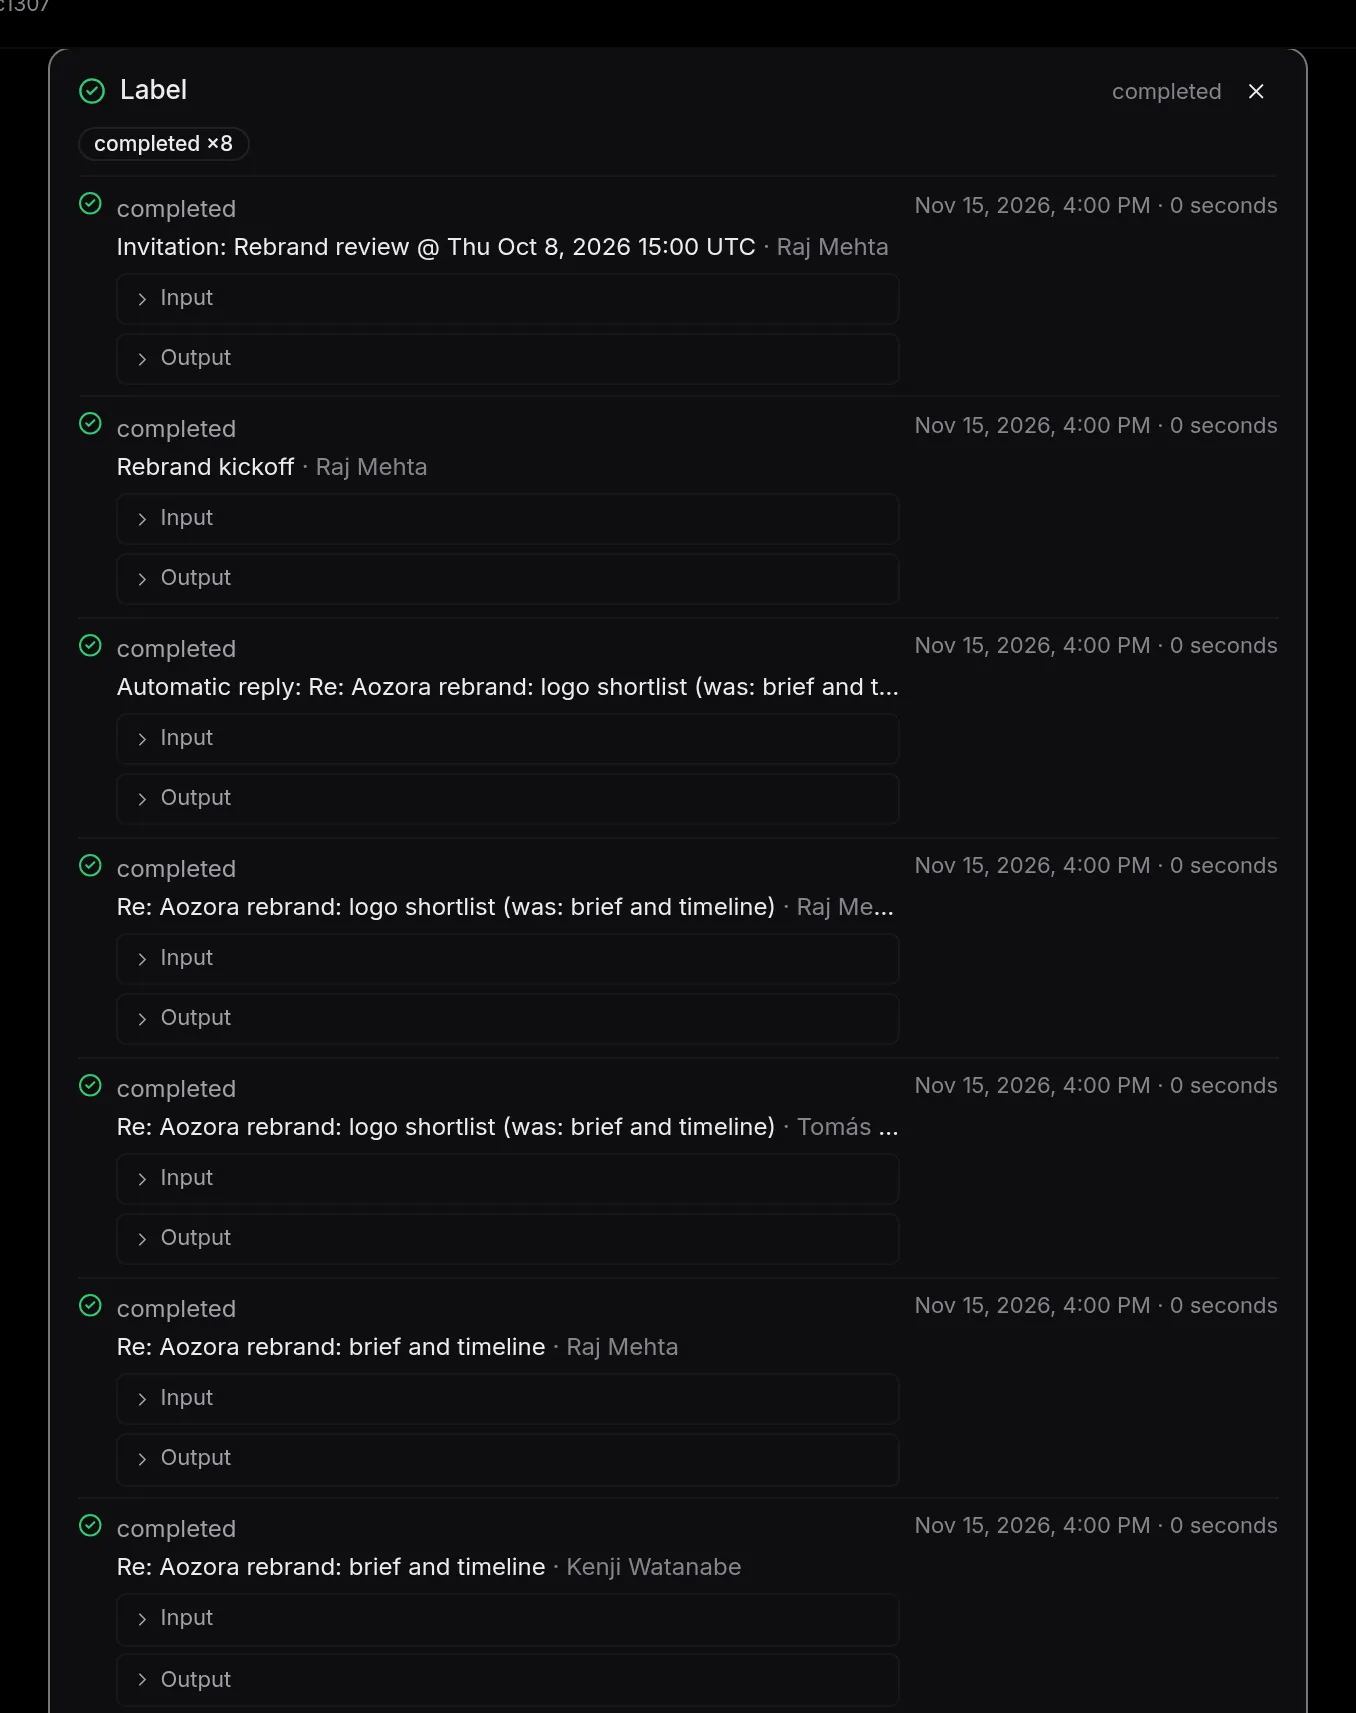 Label
completed
completed ×8
completed
Nov 15, 2026, 4:00 PM · 0 seconds
Invitation: Rebrand review @ Thu Oct 8, 2026 15:00 UTC · Raj Mehta
Input
Output
completed
Nov 15, 2026, 4:00 PM · 0 seconds
Rebrand kickoff · Raj Mehta
Input
Output
completed
Nov 15, 2026, 4:00 PM · 0 seconds
Automatic reply: Re: Aozora rebrand: logo shortlist (was: brief and t...
Input
Output
completed
Nov 15, 2026, 4:00 PM · 0 seconds
Re: Aozora rebrand: logo shortlist (was: brief and timeline) · Raj Me...
Input
Output
completed
Nov 15, 2026, 4:00 PM · 0 seconds
Re: Aozora rebrand: logo shortlist (was: brief and timeline) · Tomás ...
Input
Output
completed
Nov 15, 2026, 4:00 PM · 0 seconds
Re: Aozora rebrand: brief and timeline · Raj Mehta
Input
Output
completed
Nov 15, 2026, 4:00 PM · 0 seconds
Re: Aozora rebrand: brief and timeline · Kenji Watanabe
Input
Output